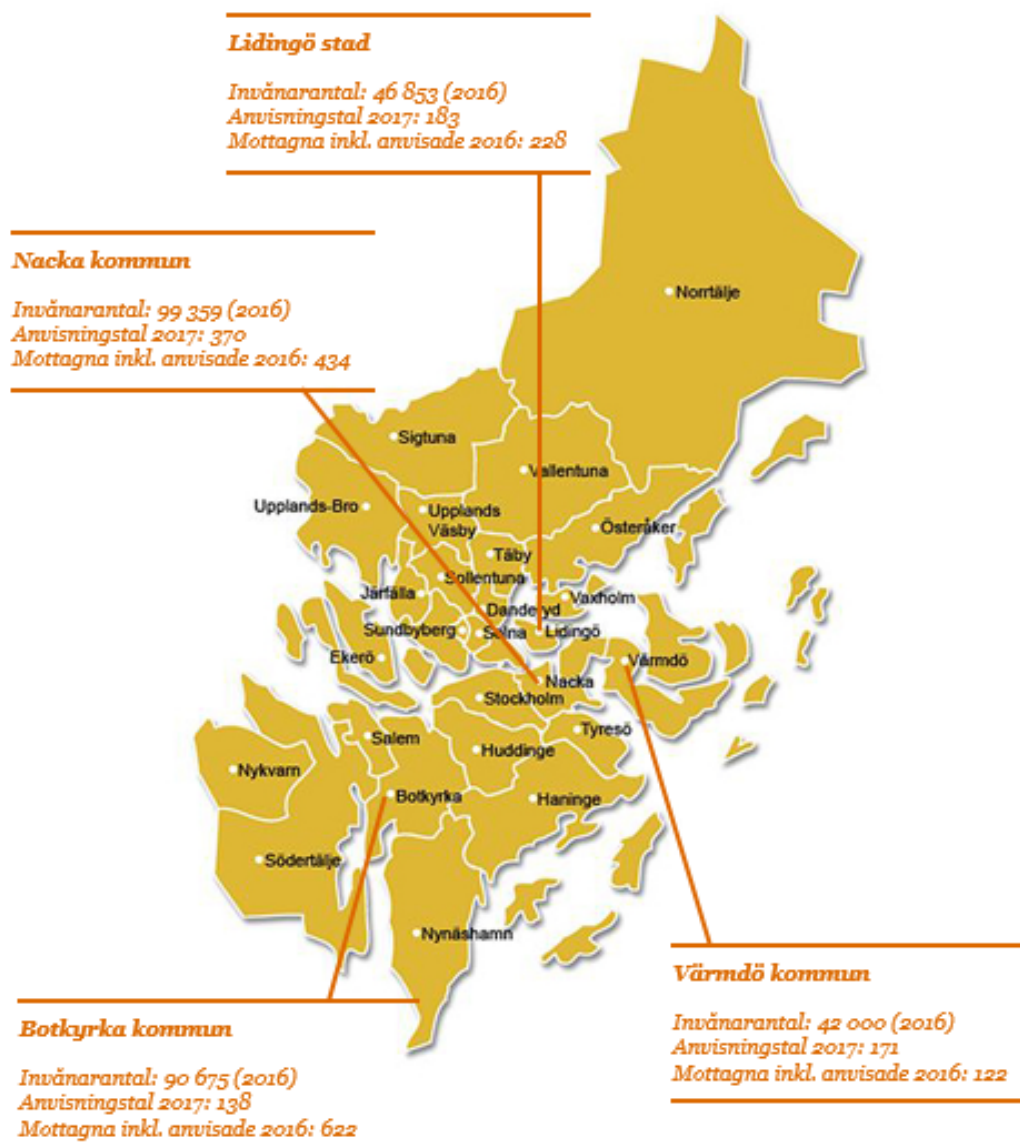 Lidingö stad
Invånarantal: 46 853 (2016)
Anvisningstal 2017: 183
Mottagna inkl. anvisade 2016: 228
Nacka kommun
Invånarantal: 99 359 (2016)
Anvisningstal 2017: 370
Mottagna inkl. anvisade 2016: 434
Norrtälje
Sigtuna
Vallentuna
Upplands-Bro
Upplands
Väsby
Österåker
Täby
Sollentuna
Järfälla
Vaxholm
Danderyd
Sundbyberg
Solna
Lidingö
Ekerö
Värmdö
Nacka
Stockholm
Tyresö
Salem
Huddinge
Nykvarn
Botkyrka
Haninge
Södertälje
Nynäshamn
Värmdö kommun
Invånarantal: 42 000 (2016)
Anvisningstal 2017: 171
Mottagna inkl. anvisade 2016: 122
Botkyrka kommun
Invånarantal: 90 675 (2016)
Anvisningstal 2017: 138
Mottagna inkl. anvisade 2016: 622